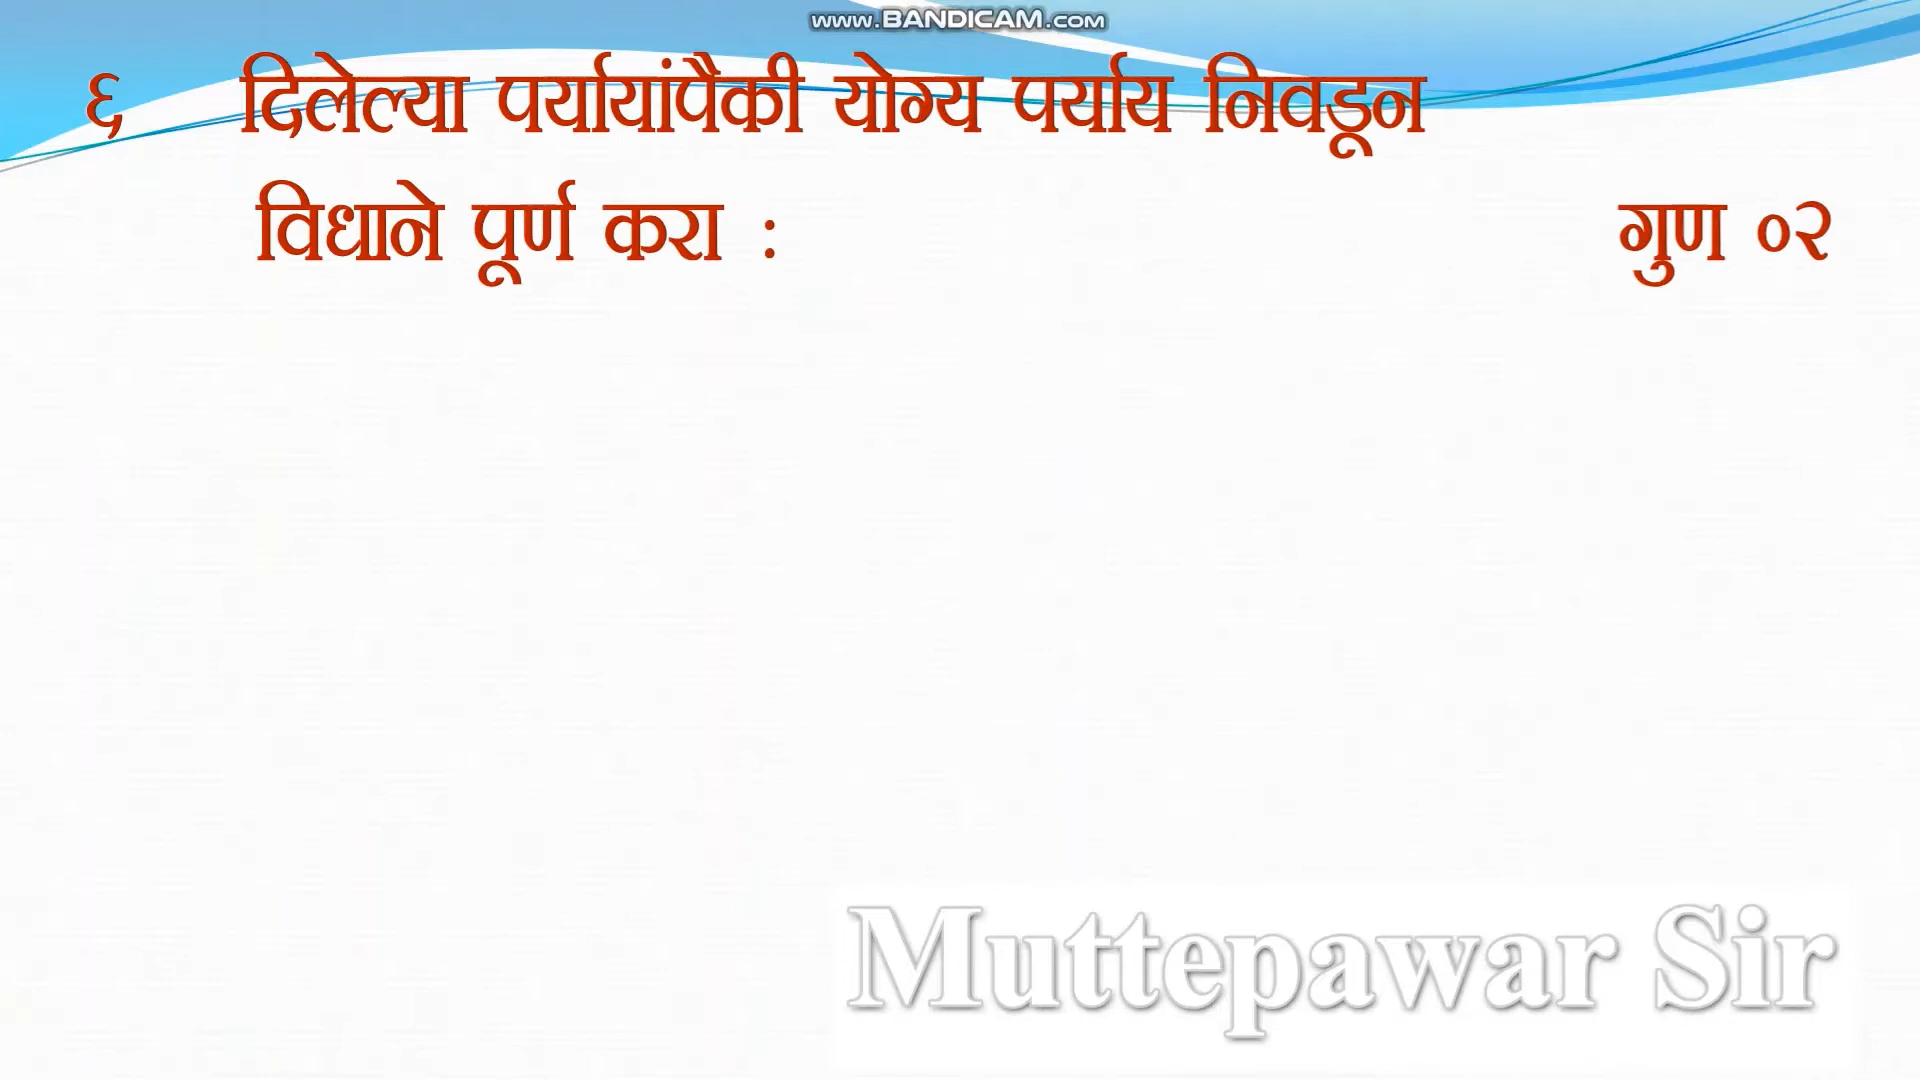 www.BANDICAM.com
६ दिलेल्या पर्यायांपैकी योग्य पर्याय निवडून
विधाने पूर्ण करा : गुण ०२
Muttepawar Sir